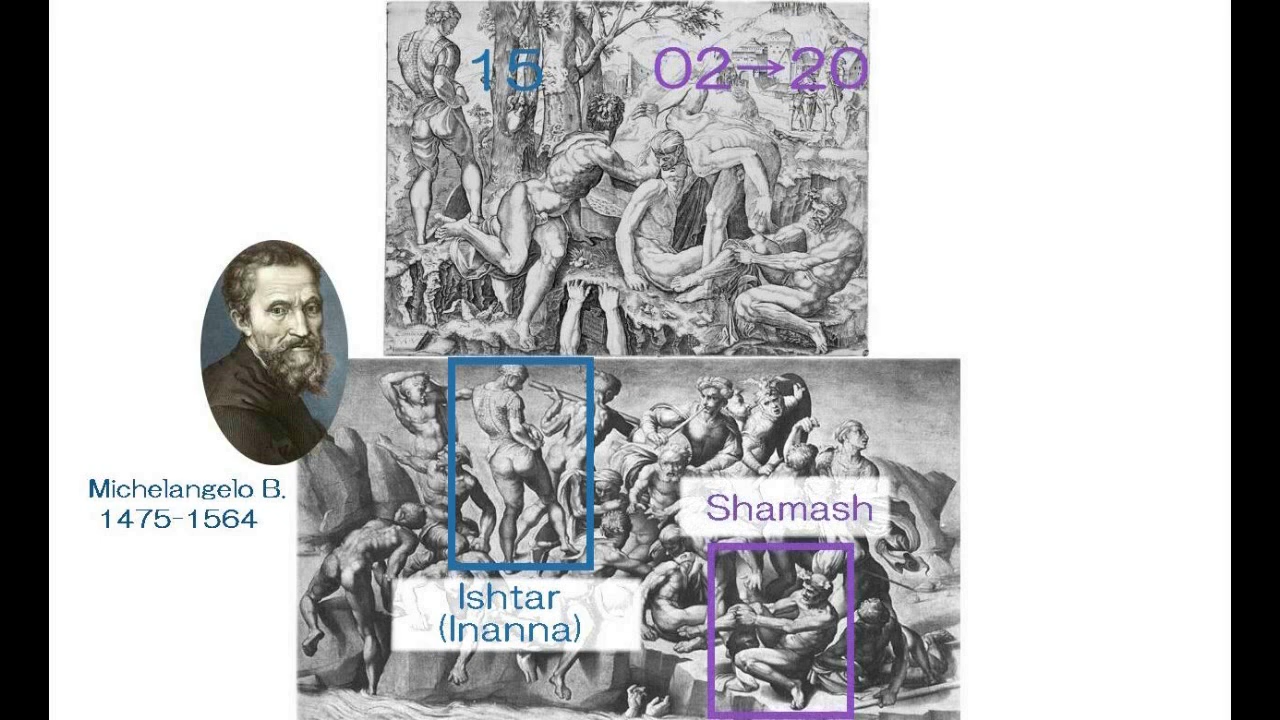 15
02→20
Michelangelo B.
1475-1564
Shamash
Ishtar
(Inanna)